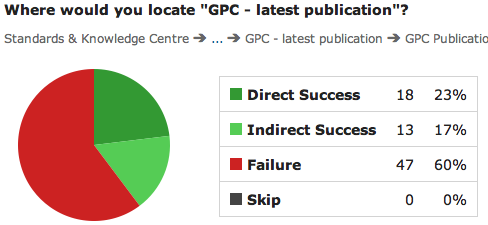 Where would you locate "GPC - latest publication"?
Standards & Knowledge Centre ➔ ... ➔ GPC - latest publication ➔ GPC Publicatio
Direct Success 18 23%
Indirect Success 13 17%
Failure 47 60%
Skip 0 0%